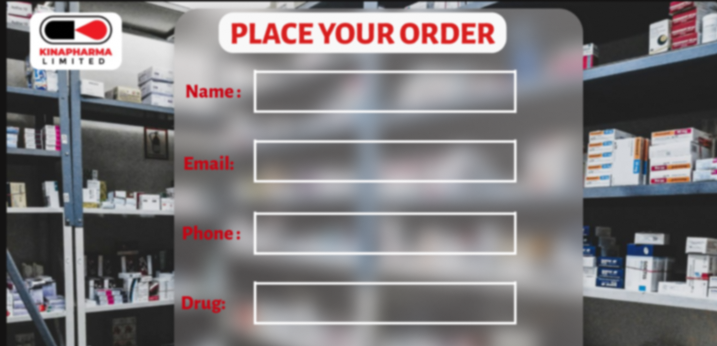 KINAPHARMA
LIMITED
PLACE YOUR ORDER
Name:
Email:
Phone:
Drug: